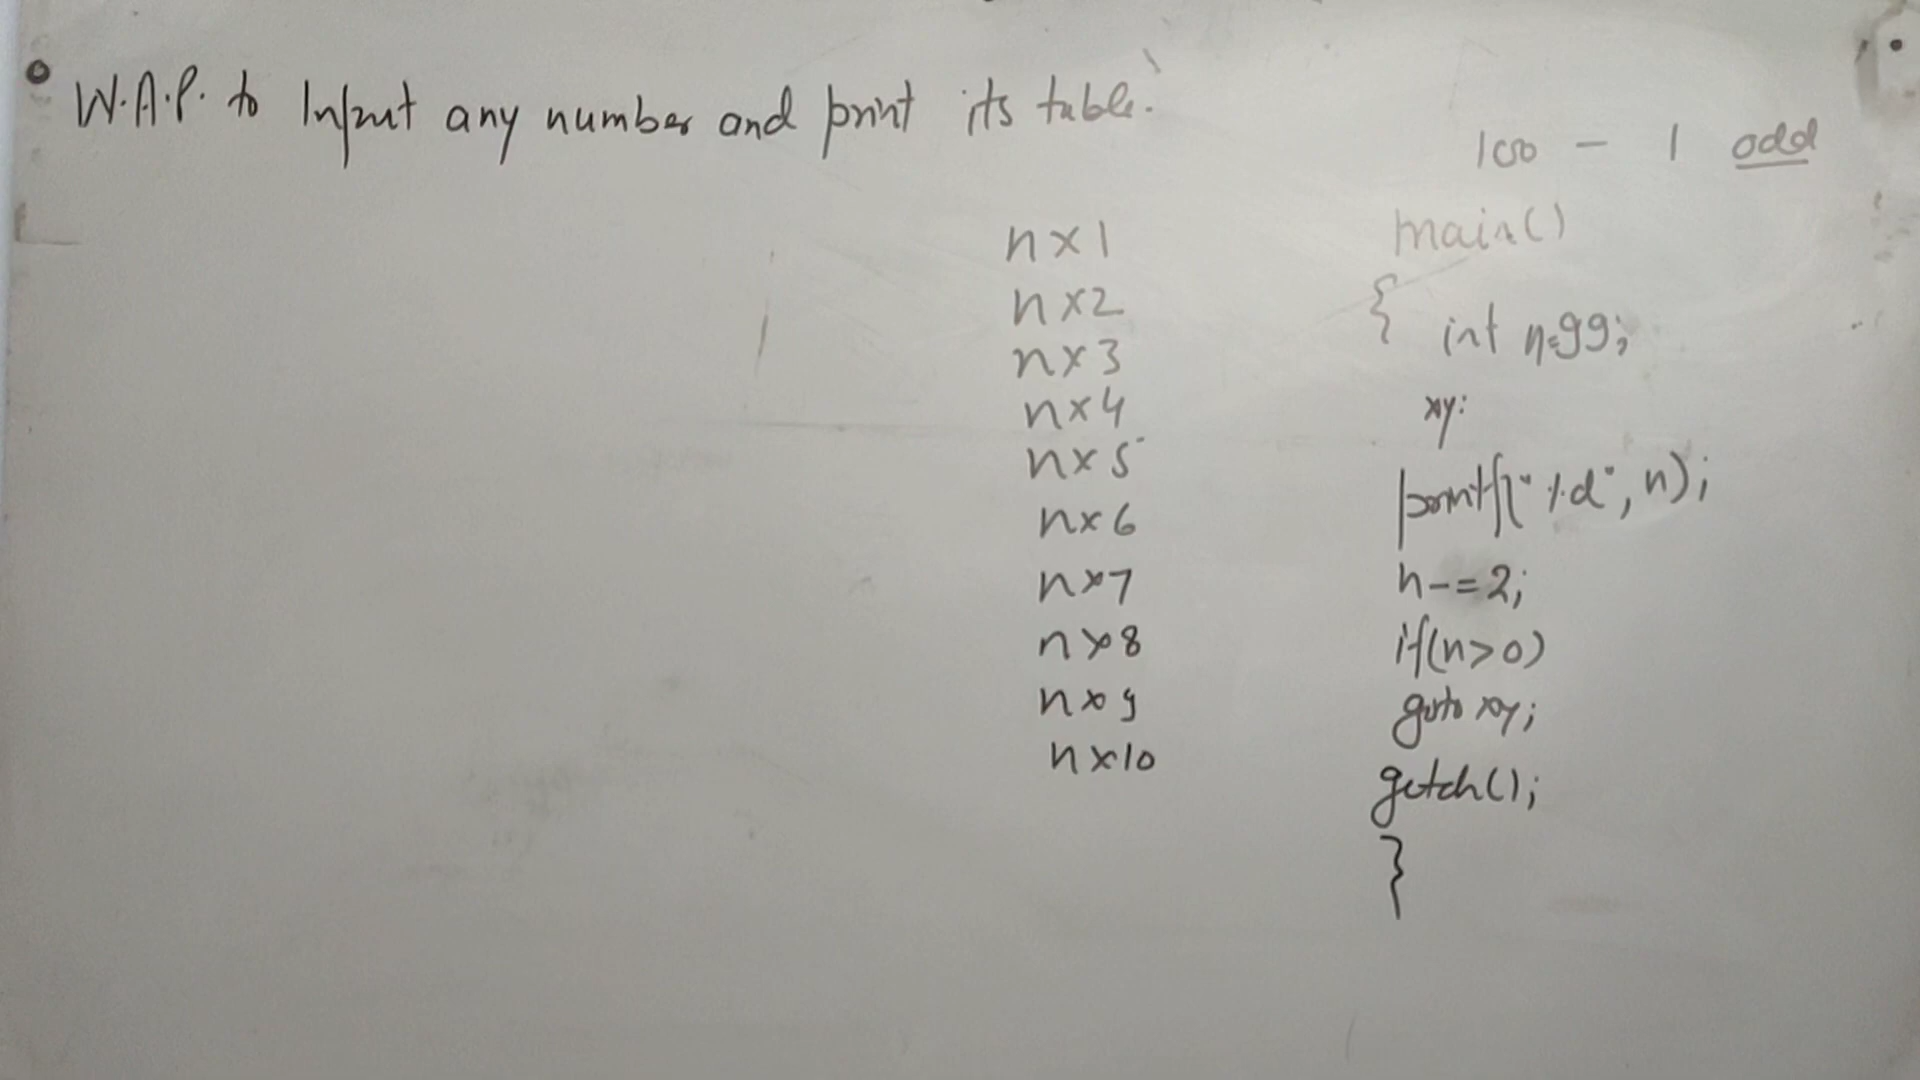 W.A.P. to Input any number and print its table.
n×1
n×2
n×3
n×4
n×5
n×6
n×7
n×8
n×9
n×10
100 - 1 odd
main()
{ int n=99;
xy:
printf("%d", n);
n-=2;
if(n>0)
goto xy;
getch();
}